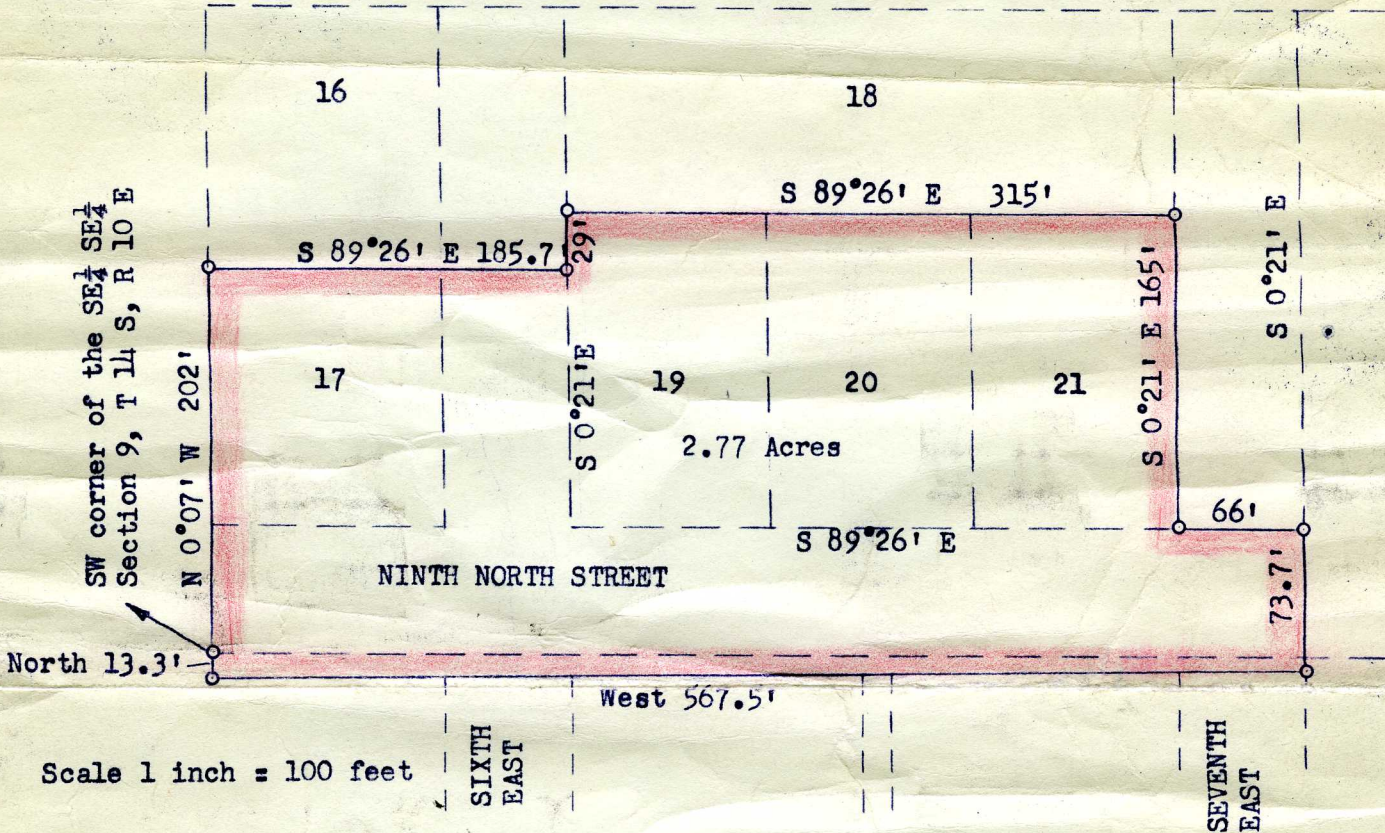 16
18
S 89°26' E 315'
S 89°26' E 185.7'
29'
SW corner of the SE¼ SE¼
Section 9, T 14 S, R 10 E
N 0°07' W 202'
17
S 0°21'E
19
20
21
2.77 Acres
S 0°21' E 165'
S 0°21' E
66'
S 89°26' E
NINTH NORTH STREET
73.7'
North 13.3'
West 567.5'
Scale 1 inch = 100 feet
SIXTH
EAST
SEVENTH
EAST